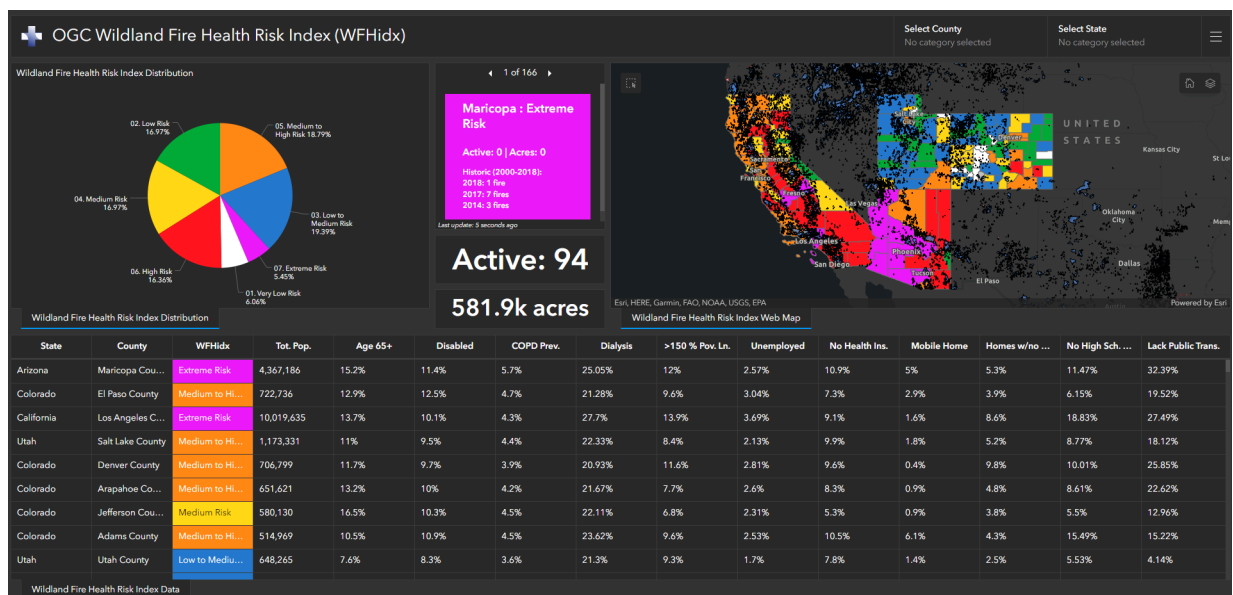 OGC Wildland Fire Health Risk Index (WFHidx)
Select County
No category selected
Select State
No category selected
Wildland Fire Health Risk Index Distribution
02. Low Risk
16.97%
05. Medium to
High Risk 18.79%
04. Medium Risk
16.97%
03. Low to
Medium Risk
19.39%
06. High Risk
16.36%
07. Extreme Risk
5.45%
01. Very Low Risk
6.06%
Wildland Fire Health Risk Index Distribution
1 of 166
Maricopa : Extreme
Risk
Active: 0 | Acres: 0
Historic (2000-2018):
2018: 1 fire
2017: 7 fires
2014: 3 fires
Last update: 5 seconds ago
Active: 94
581.9k acres
Salt Lake
City
Denver
UNITED
STATES
Kansas City
St Lo
Sacramento
San
Francisco
Fresno
Las Vegas
Oklahoma
City
Mem
Los Angeles
Phoenix
San Diego
Tucson
Dallas
El Paso
Esri, HERE, Garmin, FAO, NOAA, USGS, EPA
Powered by Esri
Wildland Fire Health Risk Index Web Map
State County WFHidx Tot. Pop. Age 65+ Disabled COPD Prev. Dialysis >150 % Pov. Ln. Unemployed No Health Ins. Mobile Home Homes w/no ... No High Sch. ... Lack Public Trans.
Arizona Maricopa Cou... Extreme Risk 4,367,186 15.2% 11.4% 5.7% 25.05% 12% 2.57% 10.9% 5% 5.3% 11.47% 32.39%
Colorado El Paso County Medium to Hi... 722,736 12.9% 12.5% 4.7% 21.28% 9.6% 3.04% 7.3% 2.9% 3.9% 6.15% 19.52%
California Los Angeles C... Extreme Risk 10,019,635 13.7% 10.1% 4.3% 27.7% 13.9% 3.69% 9.1% 1.6% 8.6% 18.83% 27.49%
Utah Salt Lake County Medium to Hi... 1,173,331 11% 9.5% 4.4% 22.33% 8.4% 2.13% 9.9% 1.8% 5.2% 8.77% 18.12%
Colorado Denver County Medium to Hi... 706,799 11.7% 9.7% 3.9% 20.93% 11.6% 2.81% 9.6% 0.4% 9.8% 10.01% 25.85%
Colorado Arapahoe Co... Medium to Hi... 651,621 13.2% 10% 4.2% 21.67% 7.7% 2.6% 8.3% 0.9% 4.8% 8.61% 22.62%
Colorado Jefferson Cou... Medium Risk 580,130 16.5% 10.3% 4.5% 22.11% 6.8% 2.31% 5.3% 0.9% 3.8% 5.5% 12.96%
Colorado Adams County Medium to Hi... 514,969 10.5% 10.9% 4.5% 23.62% 9.6% 2.53% 10.5% 6.1% 4.3% 15.49% 15.22%
Utah Utah County Low to Mediu... 648,265 7.6% 8.3% 3.6% 21.3% 9.3% 1.7% 7.8% 1.4% 2.5% 5.53% 4.14%
Wildland Fire Health Risk Index Data